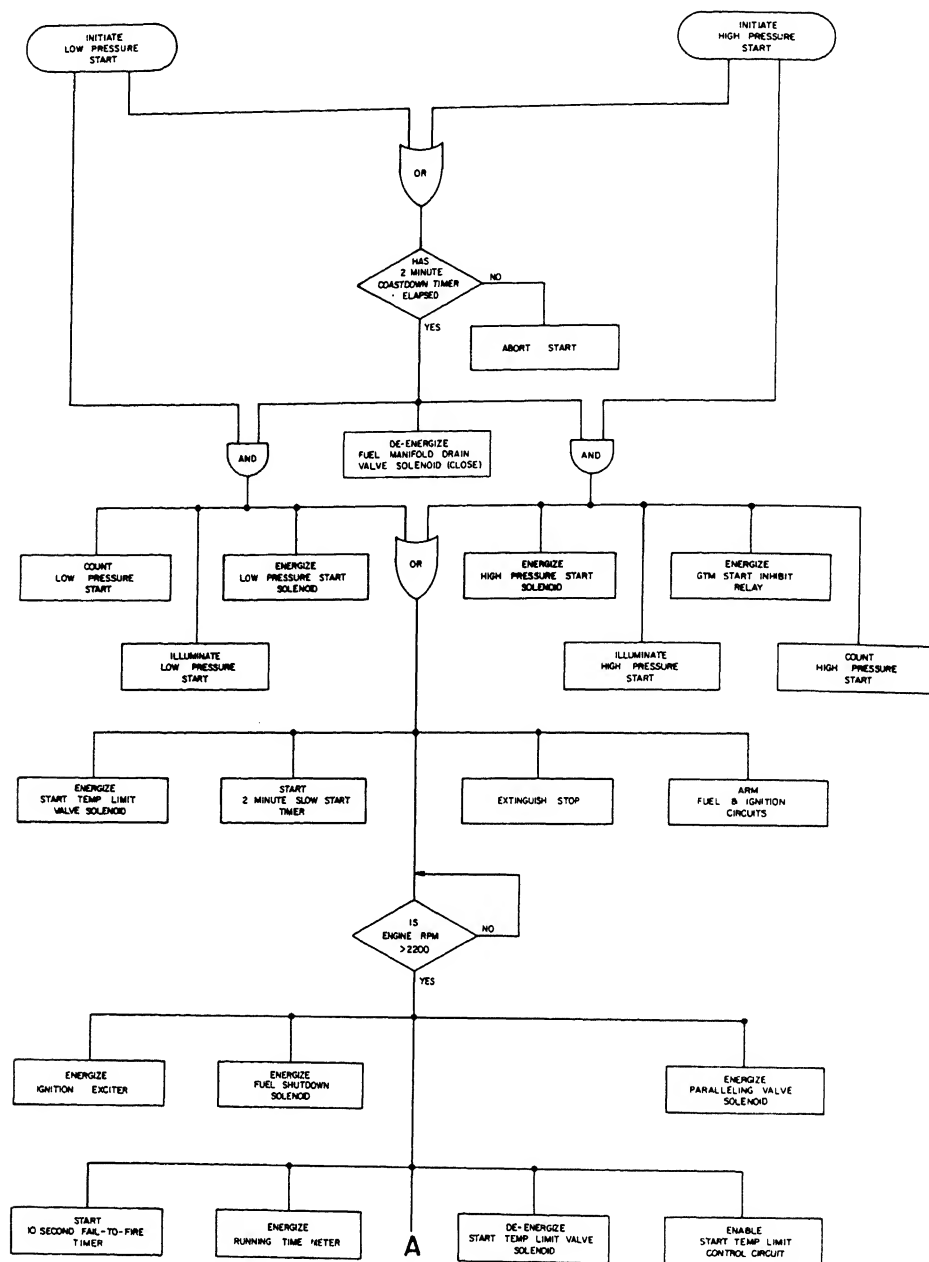 INITIATE
LOW PRESSURE
START
INITIATE
HIGH PRESSURE
START
OR
HAS
2 MINUTE
COASTDOWN TIMER
ELAPSED
NO
YES
ABORT START
AND
DE-ENERGIZE
FUEL MANIFOLD DRAIN
VALVE SOLENOID (CLOSE)
AND
COUNT
LOW PRESSURE
START
ENERGIZE
LOW PRESSURE START
SOLENOID
OR
ENERGIZE
HIGH PRESSURE START
SOLENOID
ENERGIZE
GTM START INHIBIT
RELAY
ILLUMINATE
LOW PRESSURE
START
ILLUMINATE
HIGH PRESSURE
START
COUNT
HIGH PRESSURE
START
ENERGIZE
START TEMP LIMIT
VALVE SOLENOID
START
2 MINUTE SLOW START
TIMER
EXTINGUISH STOP
ARM
FUEL & IGNITION
CIRCUITS
IS
ENGINE RPM
>2200
NO
YES
ENERGIZE
IGNITION EXCITER
ENERGIZE
FUEL SHUTDOWN
SOLENOID
ENERGIZE
PARALLELING VALVE
SOLENOID
START
10 SECOND FAIL-TO-FIRE
TIMER
ENERGIZE
RUNNING TIME METER
A
DE-ENERGIZE
START TEMP LIMIT VALVE
SOLENOID
ENABLE
START TEMP LIMIT
CONTROL CIRCUIT